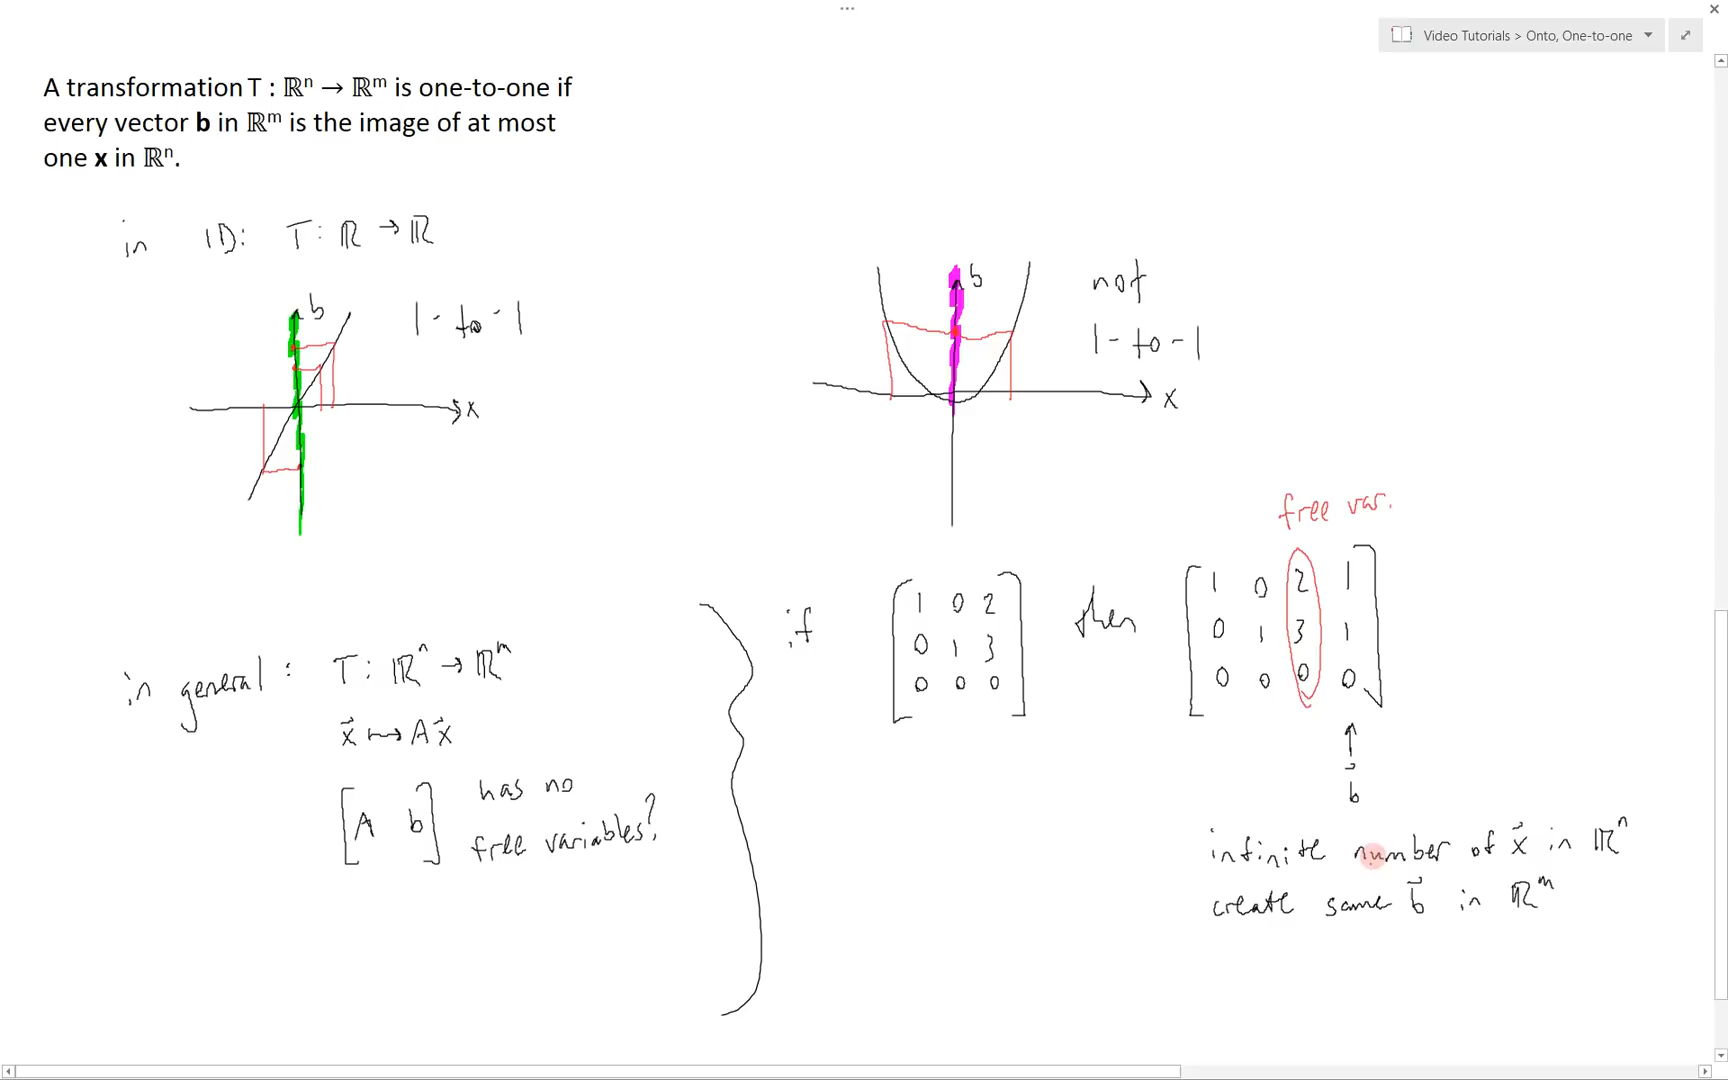 Video Tutorials > Onto, One-to-one
A transformation T : ℝⁿ → ℝᵐ is one-to-one if
every vector b in ℝᵐ is the image of at most
one x in ℝⁿ.
in 1D: T: ℝ → ℝ
b
1-to-1
x
b
not
1-to-1
x
free var.
in general: T: ℝⁿ → ℝᵐ
x⃗ ↦ Ax⃗
[A b] has no
free variables?
if
1 0 2
0 1 3
0 0 0
then
1 0 2 1
0 1 3 1
0 0 0 0
↑
b⃗
infinite number of x⃗ in ℝⁿ
create same b⃗ in ℝᵐ